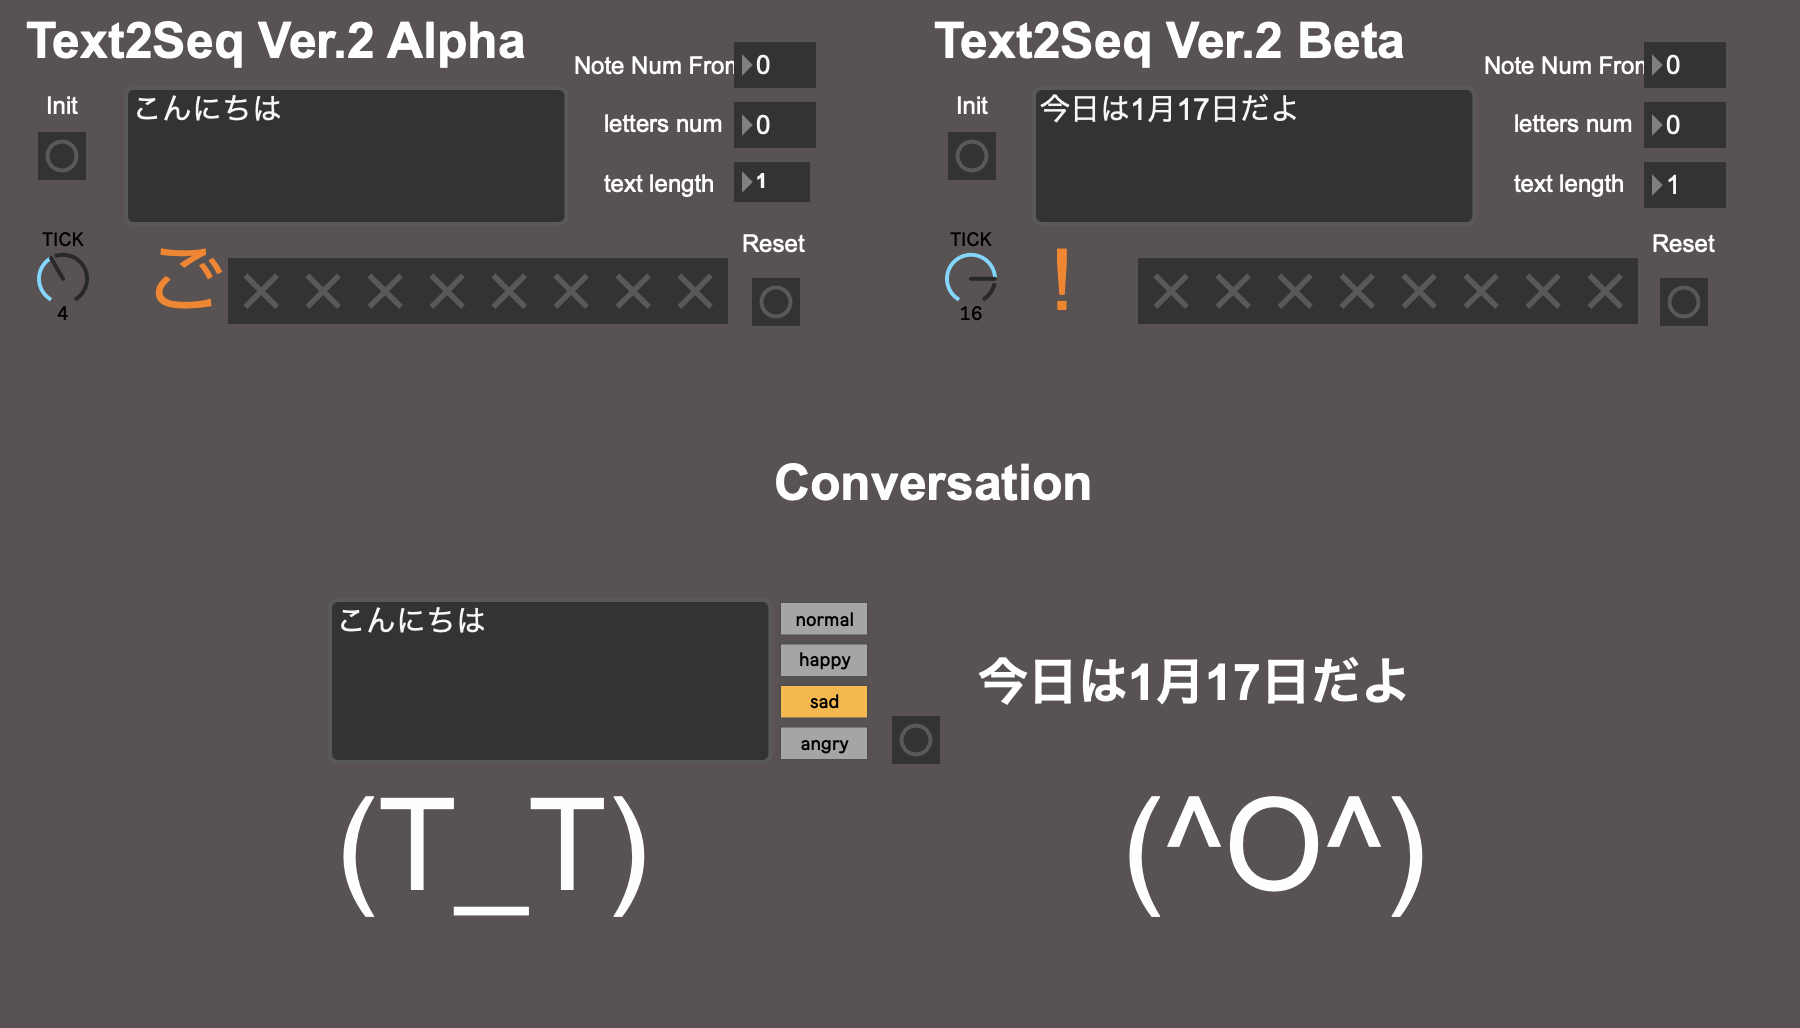 Text2Seq Ver.2 Alpha
Note Num Fron
0
Init
こんにちは
letters num
0
text length
1
TICK
4
ご
Reset
Text2Seq Ver.2 Beta
Note Num Fron
0
Init
今日は1月17日だよ
letters num
0
text length
1
TICK
16
！
Reset
Conversation
こんにちは
normal
happy
sad
angry
今日は1月17日だよ
(T_T)
(^O^)